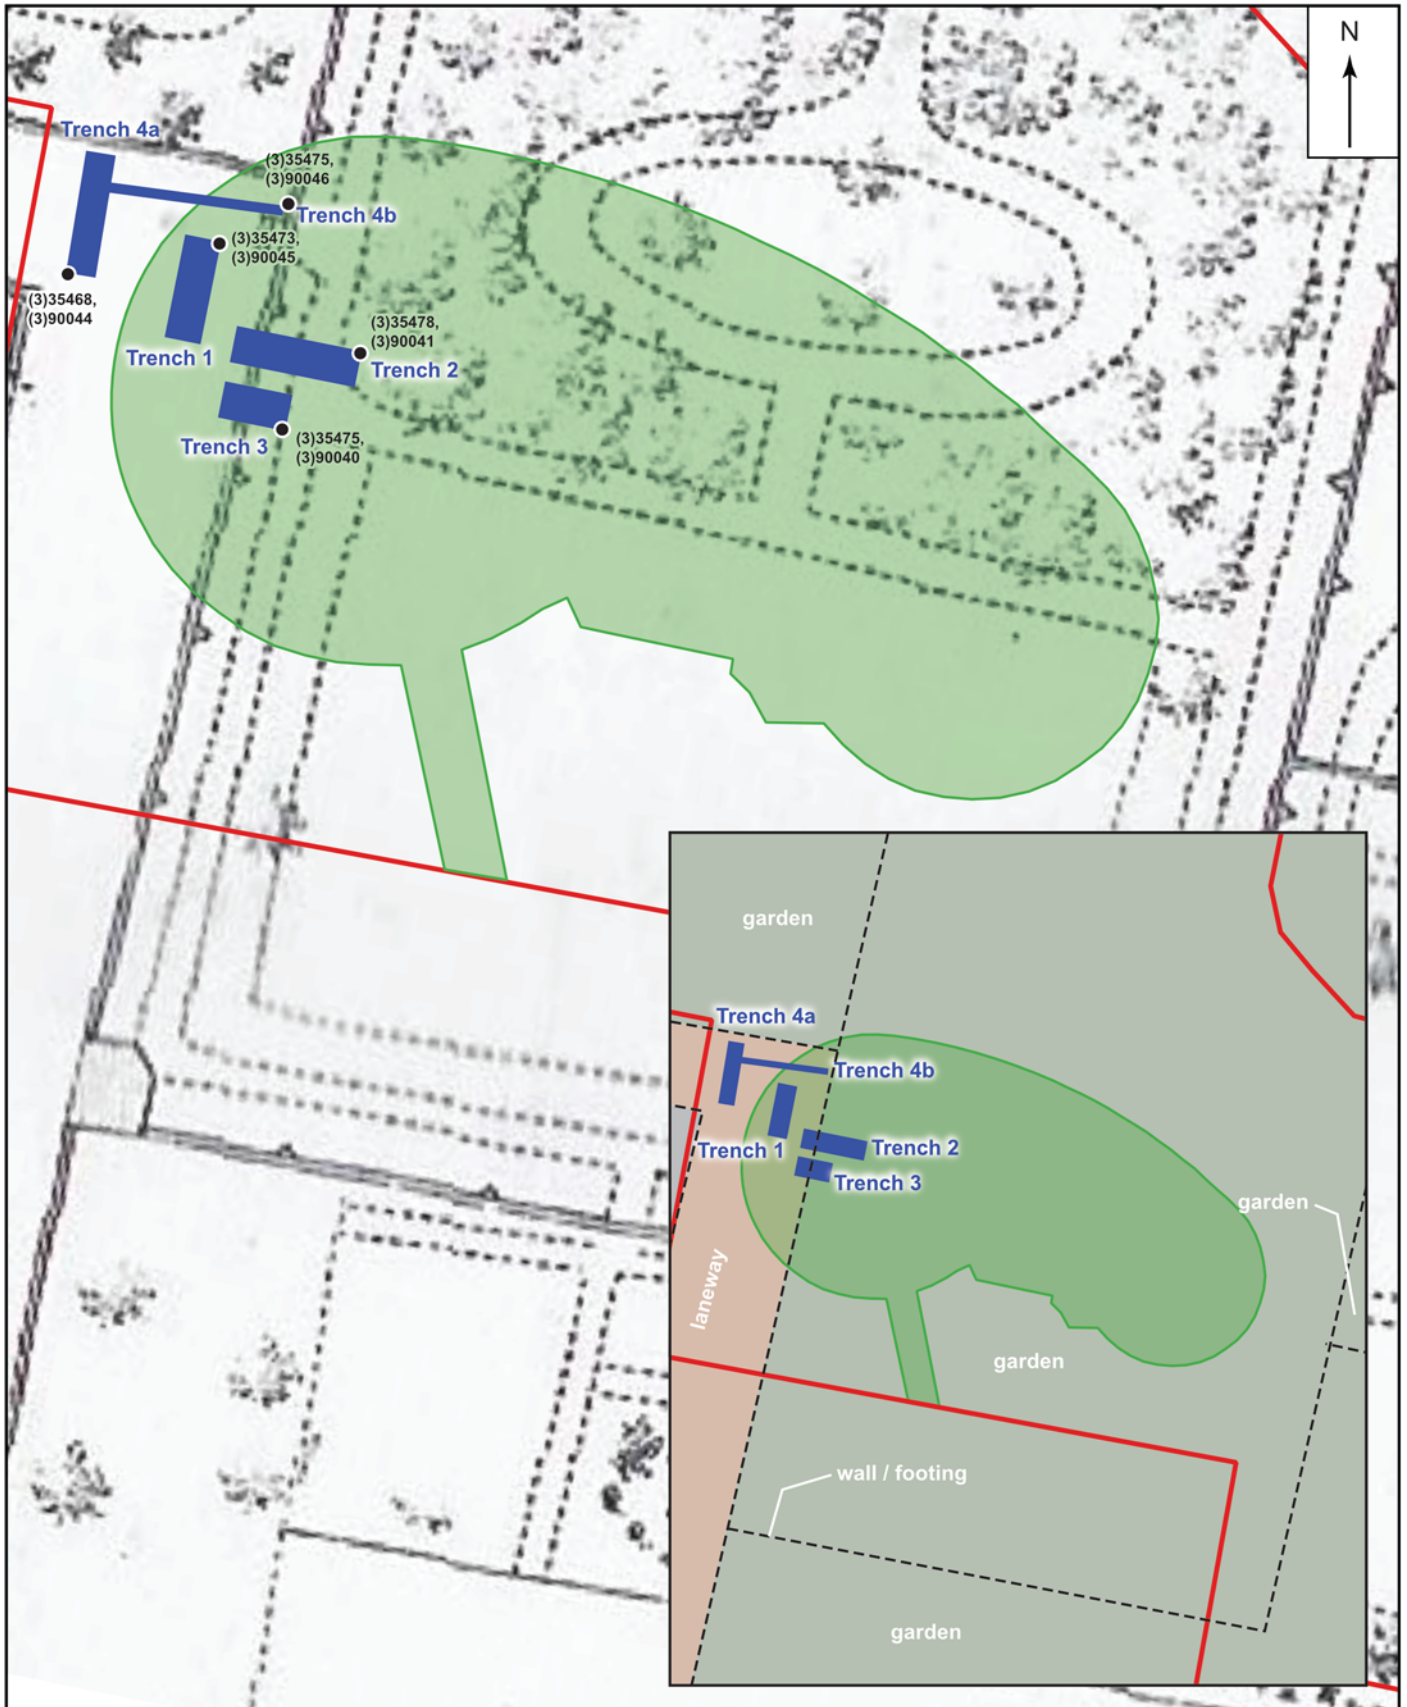 N
Trench 4a
(3)35475,
(3)90046
Trench 4b
(3)35473,
(3)90045
(3)35468,
(3)90044
(3)35478,
(3)90041
Trench 1
Trench 2
Trench 3
(3)35475,
(3)90040
garden
Trench 4a
Trench 4b
Trench 1
Trench 2
Trench 3
garden
laneway
garden
wall / footing
garden